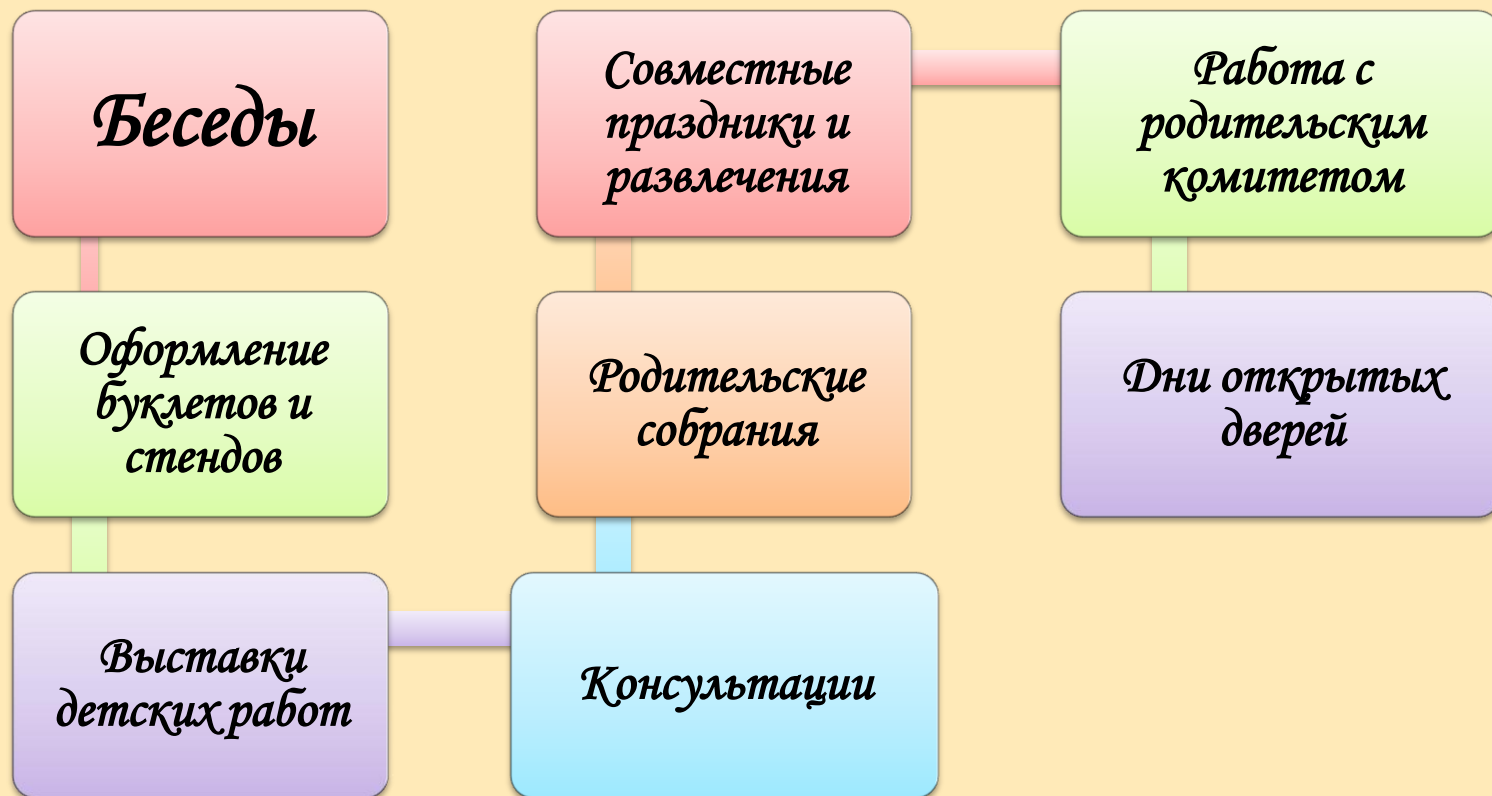 Беседы
Оформление
буклетов и
стендов
Выставки
детских работ
Консультации
Родительские
собрания
Совместные
праздники и
развлечения
Работа с
родительским
комитетом
Дни открытых
дверей